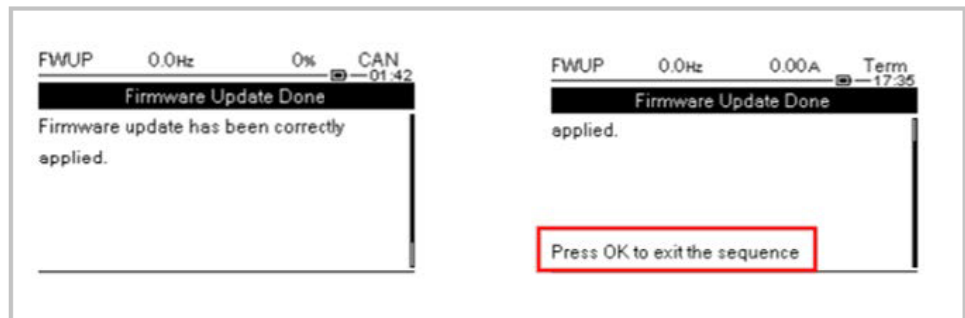 FWUP 0.0Hz 0% CAN
01:42
Firmware Update Done
Firmware update has been correctly
applied.
FWUP 0.0Hz 0.00A Term
17:35
Firmware Update Done
applied.
Press OK to exit the sequence